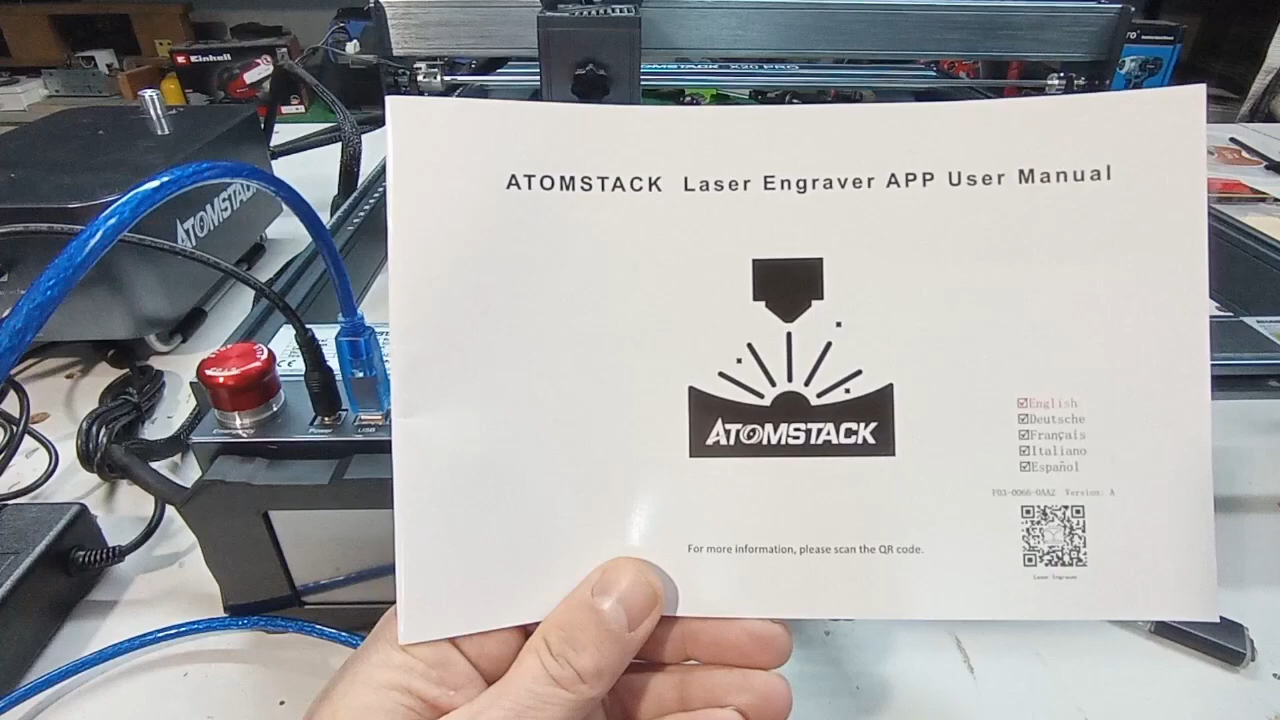 Einhell
ATOMSTACK X20 PRO
ATOMSTACK
ATOMSTACK Laser Engraver APP User Manual
ATOMSTACK
☑English
☑Deutsche
☑Français
☑Italiano
☑Español
F03-0066-0AA2 Version: A
For more information, please scan the QR code.
Laser Engraver
Emergency
Power
USB